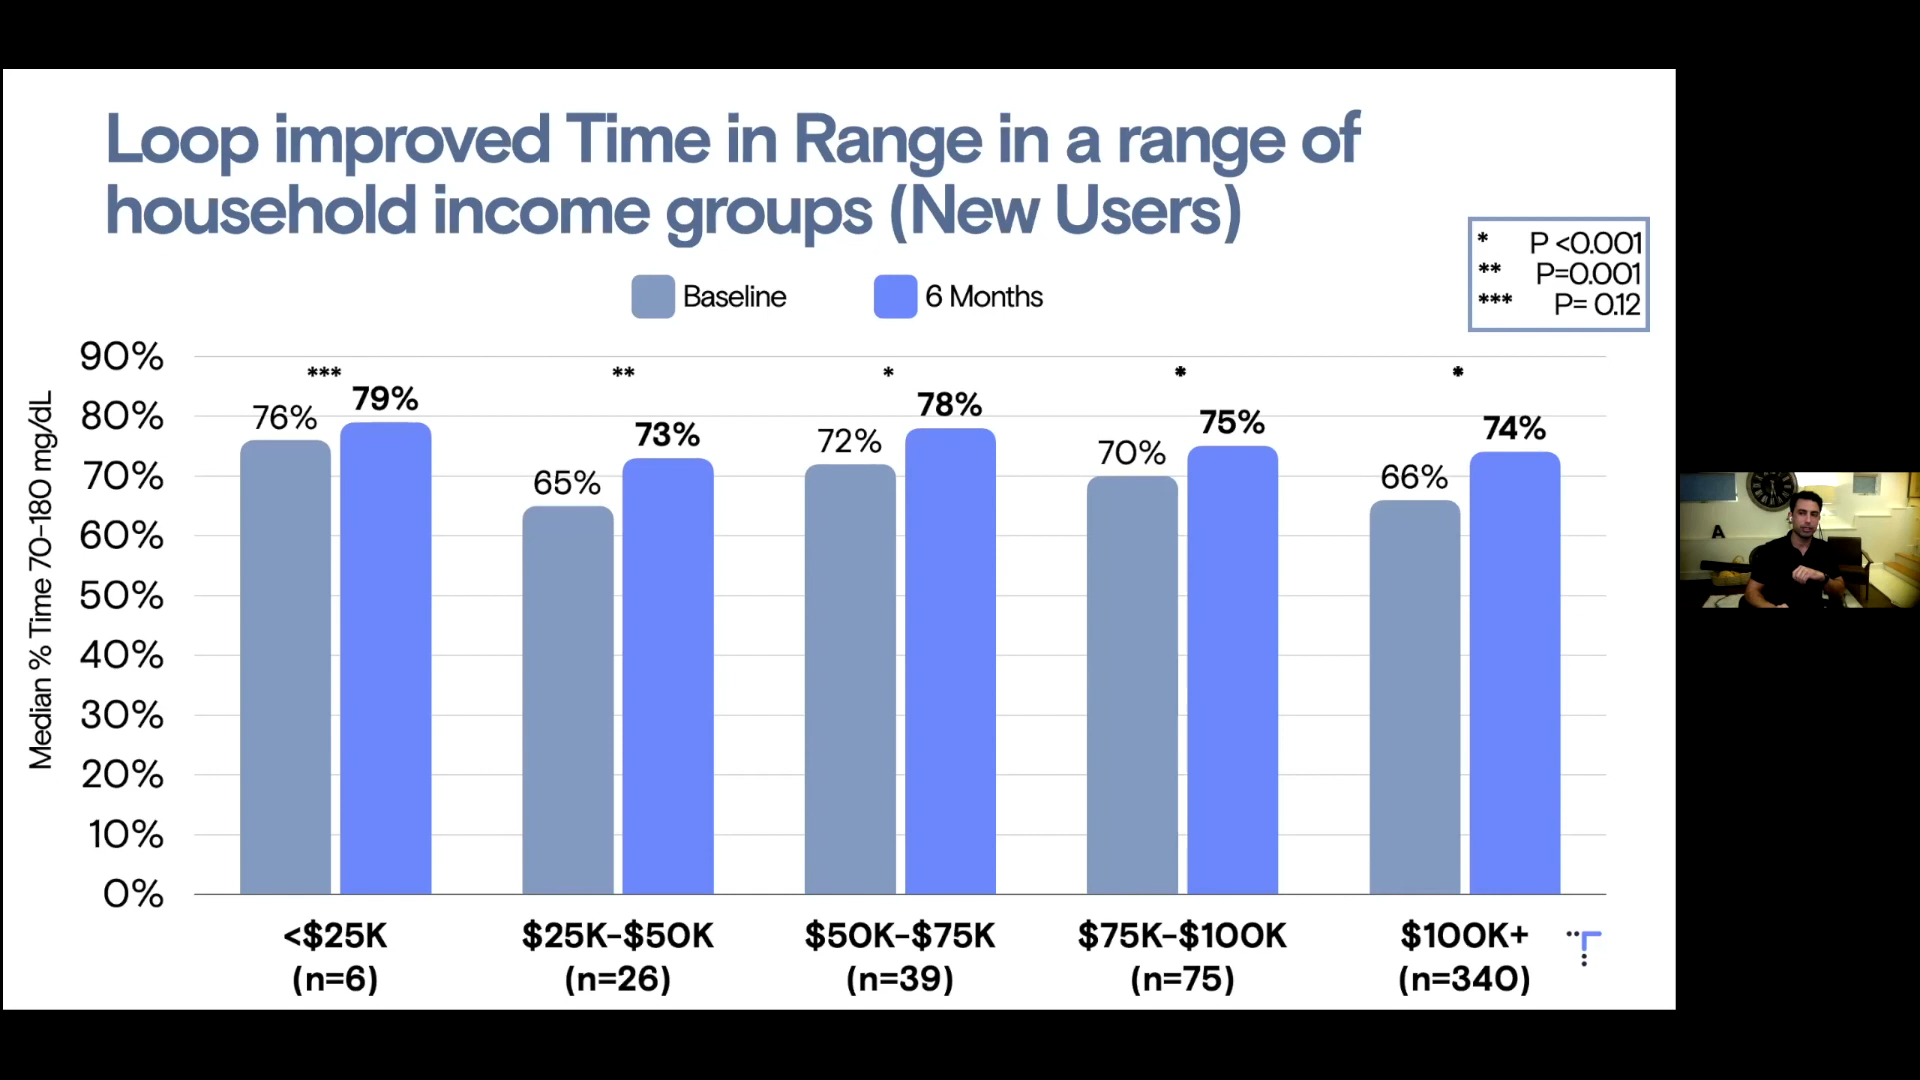 Loop improved Time in Range in a range of
household income groups (New Users)
* P <0.001
** P=0.001
*** P= 0.12
Baseline
6 Months
Median % Time 70-180 mg/dL
90%
80%
70%
60%
50%
40%
30%
20%
10%
0%
*** ** * * *
76% 79% 65% 73% 72% 78% 70% 75% 66% 74%
<$25K $25K-$50K $50K-$75K $75K-$100K $100K+
(n=6) (n=26) (n=39) (n=75) (n=340)
A